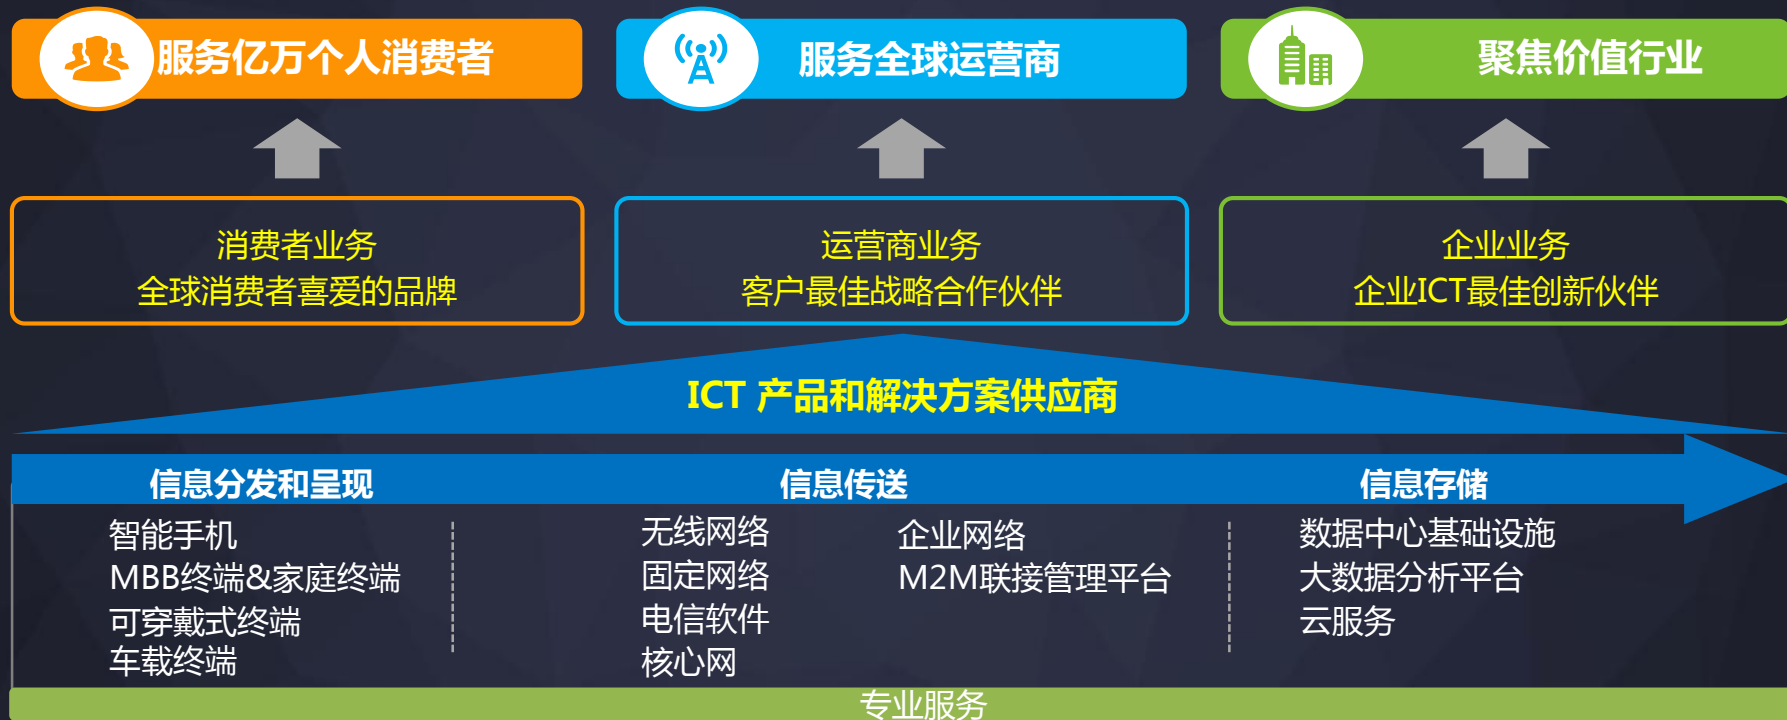 服务亿万个人消费者
服务全球运营商
聚焦价值行业
消费者业务
全球消费者喜爱的品牌
运营商业务
客户最佳战略合作伙伴
企业业务
企业ICT最佳创新伙伴
ICT 产品和解决方案供应商
信息分发和呈现
信息传送
信息存储
智能手机
MBB终端&家庭终端
可穿戴式终端
车载终端
无线网络
固定网络
电信软件
核心网
企业网络
M2M联接管理平台
数据中心基础设施
大数据分析平台
云服务
专业服务